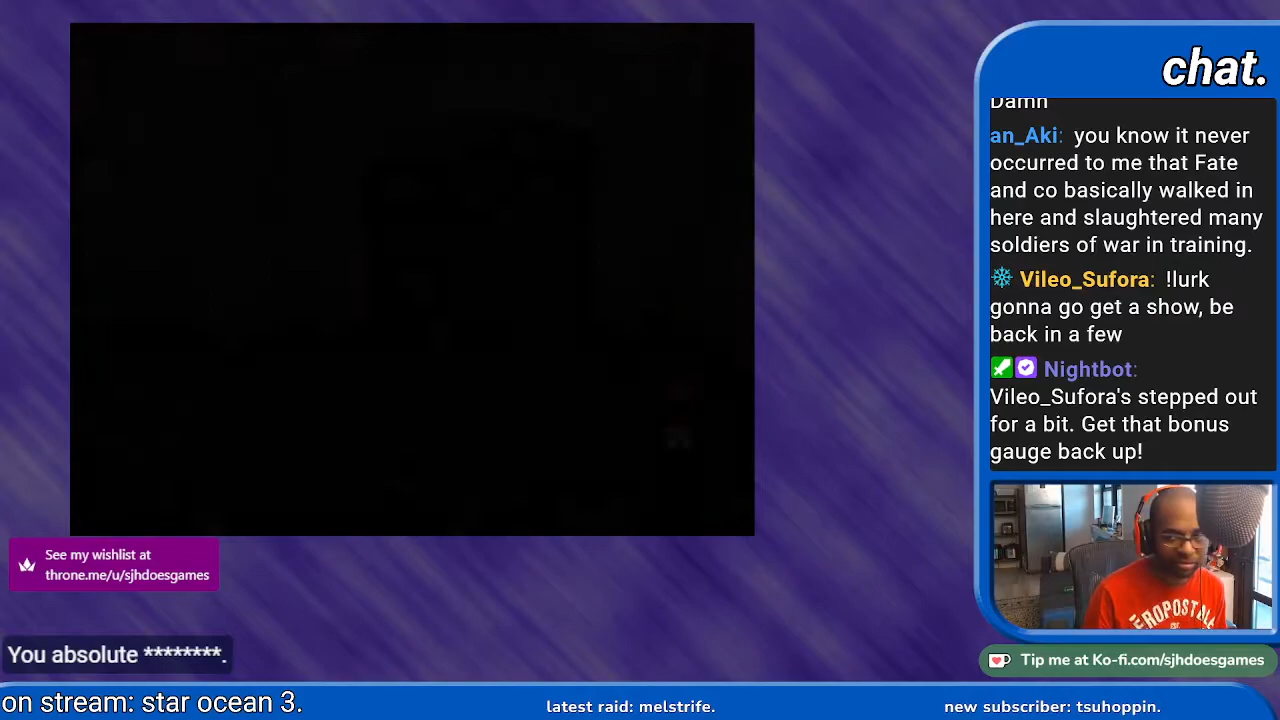 chat.
Damn
an_Aki: you know it never
occurred to me that Fate
and co basically walked in
here and slaughtered many
soldiers of war in training.
Vileo_Sufora: !lurk
gonna go get a show, be
back in a few
Nightbot:
Vileo_Sufora's stepped out
for a bit. Get that bonus
gauge back up!
See my wishlist at
throne.me/u/sjhdoesgames
You absolute ********.
Tip me at Ko-fi.com/sjhdoesgames
on stream: star ocean 3.
latest raid: melstrife.
new subscriber: tsuhoppin.